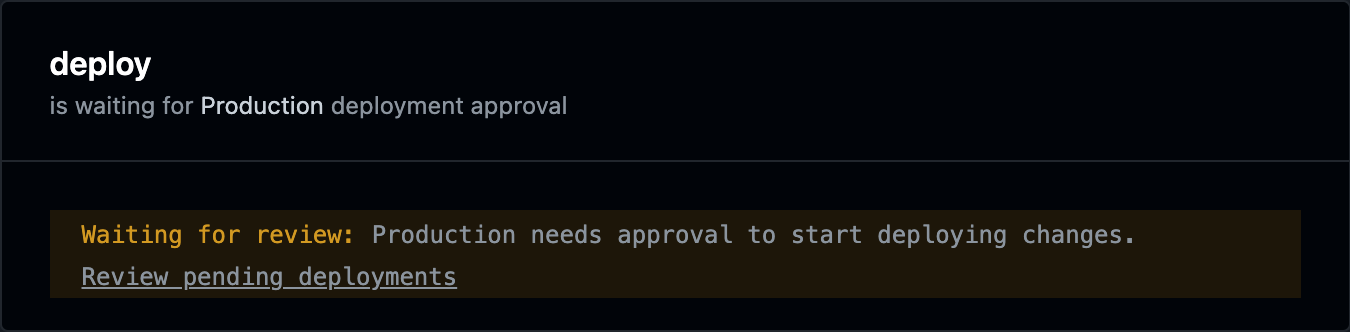 deploy
is waiting for Production deployment approval
Waiting for review: Production needs approval to start deploying changes.
Review pending deployments